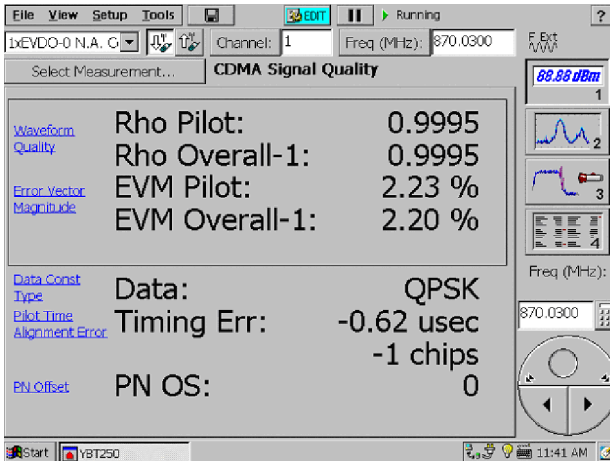 File View Setup Tools EDIT Running ?
1xEVDO-0 N.A. C Channel: 1 Freq (MHz): 870.0300 F Ext
Select Measurement... CDMA Signal Quality
88.88 dBm
1
Waveform Quality Rho Pilot: 0.9995
Rho Overall-1: 0.9995
2
Error Vector Magnitude EVM Pilot: 2.23 %
EVM Overall-1: 2.20 %
3
4
Freq (MHz):
870.0300
Data Const Type Data: QPSK
Pilot Time Alignment Error Timing Err: -0.62 usec
-1 chips
PN Offset PN OS: 0
Start YBT250 11:41 AM